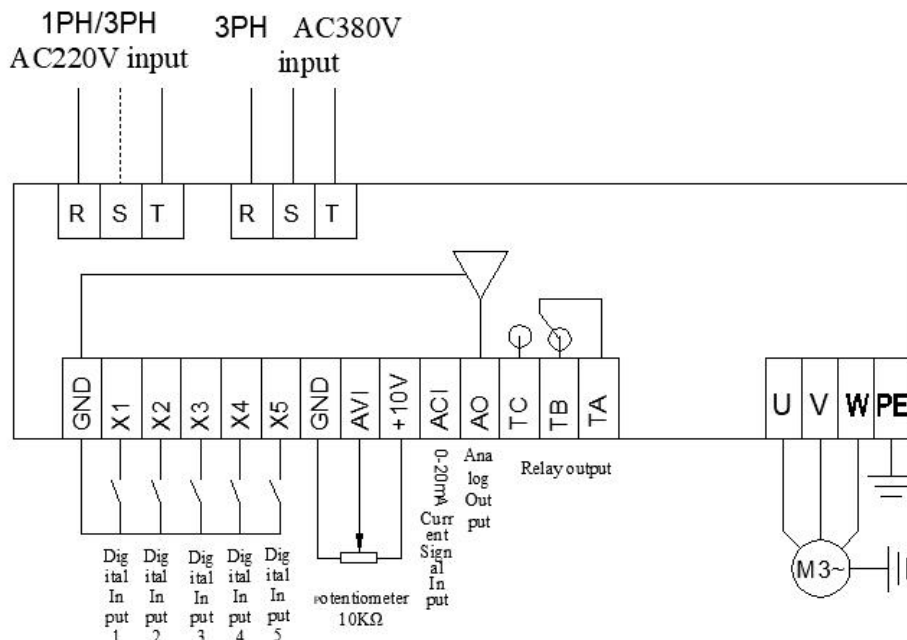 1PH/3PH
AC220V input
3PH AC380V
input
R S T
R S T
GND X1 X2 X3 X4 X5 GND AVI +10V ACI AO TC TB TA
U V W PE
0-20mA
Curr
ent
Sign
al
In
put
Ana
log
Out
put
Relay output
Dig
ital
In
put
1
Dig
ital
In
put
2
Dig
ital
In
put
3
Dig
ital
In
put
4
Dig
ital
In
put
5
Potentiometer
10KΩ
M3~